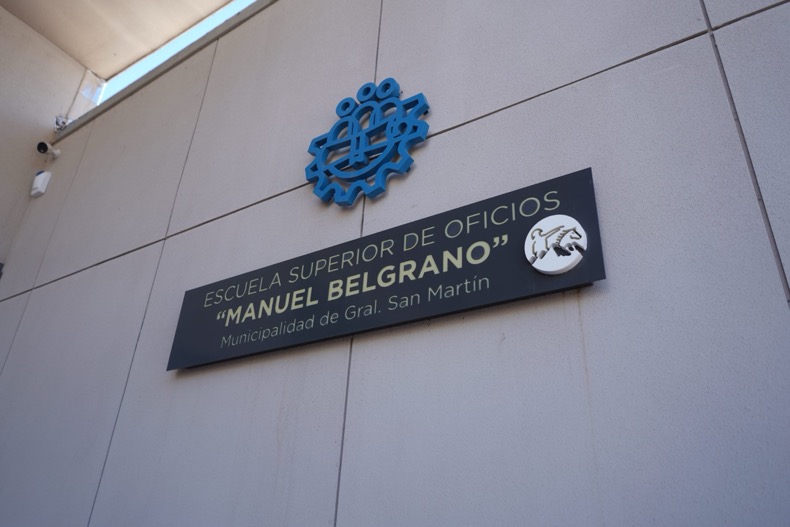 ESCUELA SUPERIOR DE OFICIOS
“MANUEL BELGRANO”
Municipalidad de Gral. San Martín